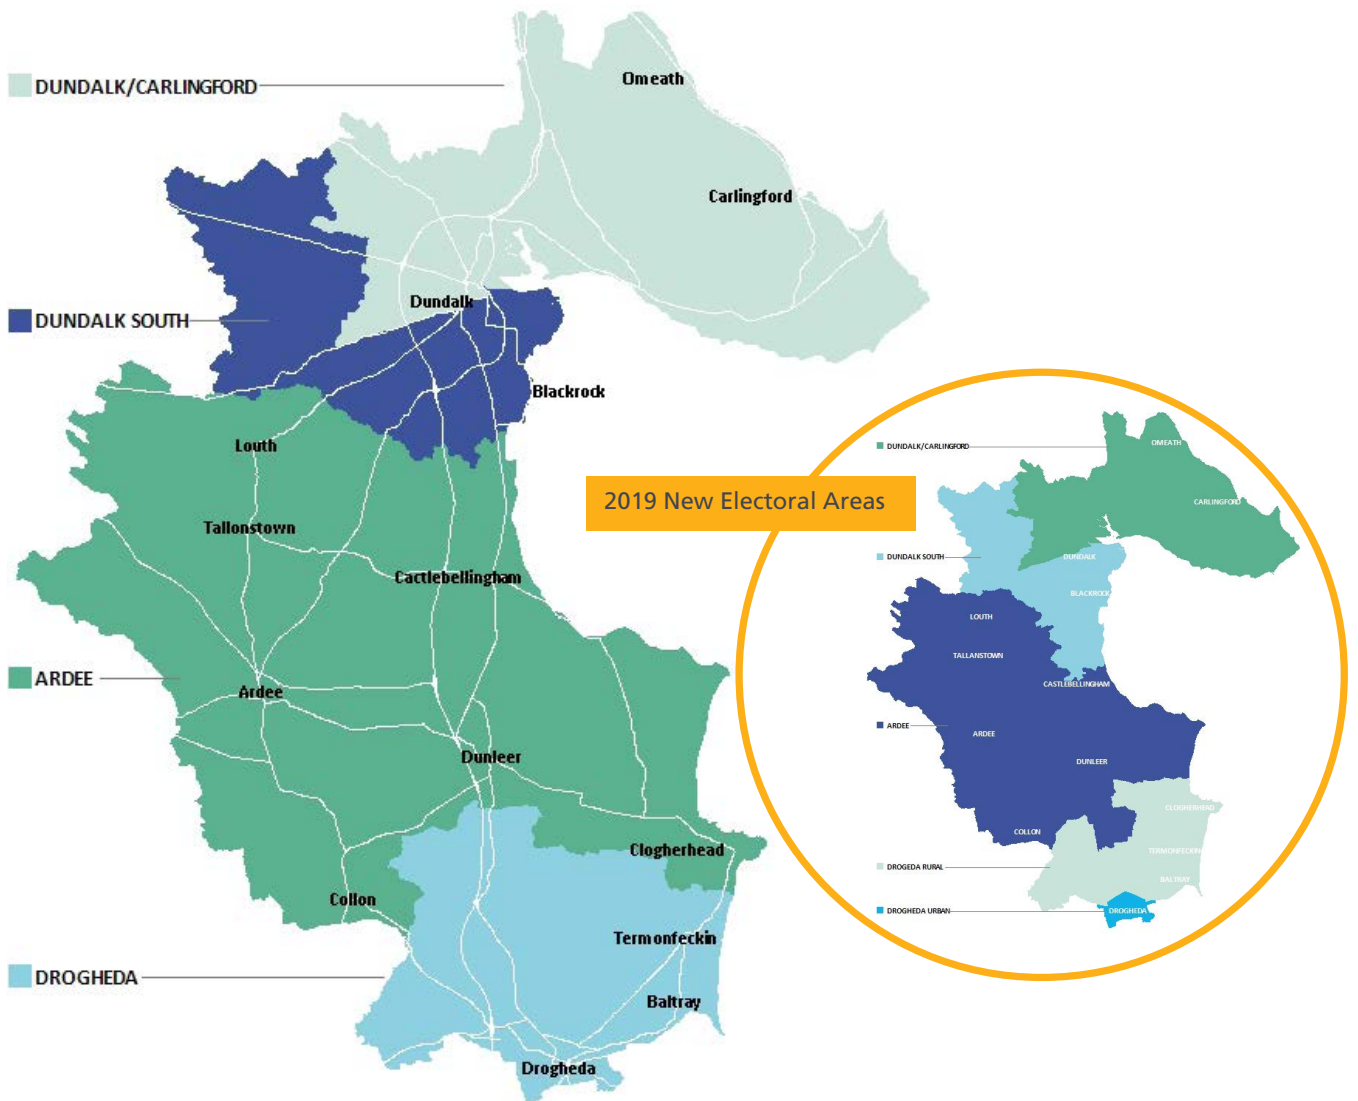 Omeath
DUNDALK/CARLINGFORD
Carlingford
Dundalk
DUNDALK SOUTH
Blackrock
Louth
Tallonstown
Cactlebellingham
ARDEE
Ardee
Dunleer
Clogherhead
Collon
Termonfeckin
DROGHEDA
Baltray
Drogheda
2019 New Electoral Areas
OMEATH
DUNDALK/CARLINGFORD
CARLINGFORD
DUNDALK SOUTH
DUNDALK
BLACKROCK
LOUTH
TALLANSTOWN
CASTLEBELLINGHAM
ARDEE
ARDEE
DUNLEER
CLOGHERHEAD
COLLON
TERMONFECKIN
DROGEDA RURAL
BALTRAY
DROGHEDA URBAN
DROGHEDA